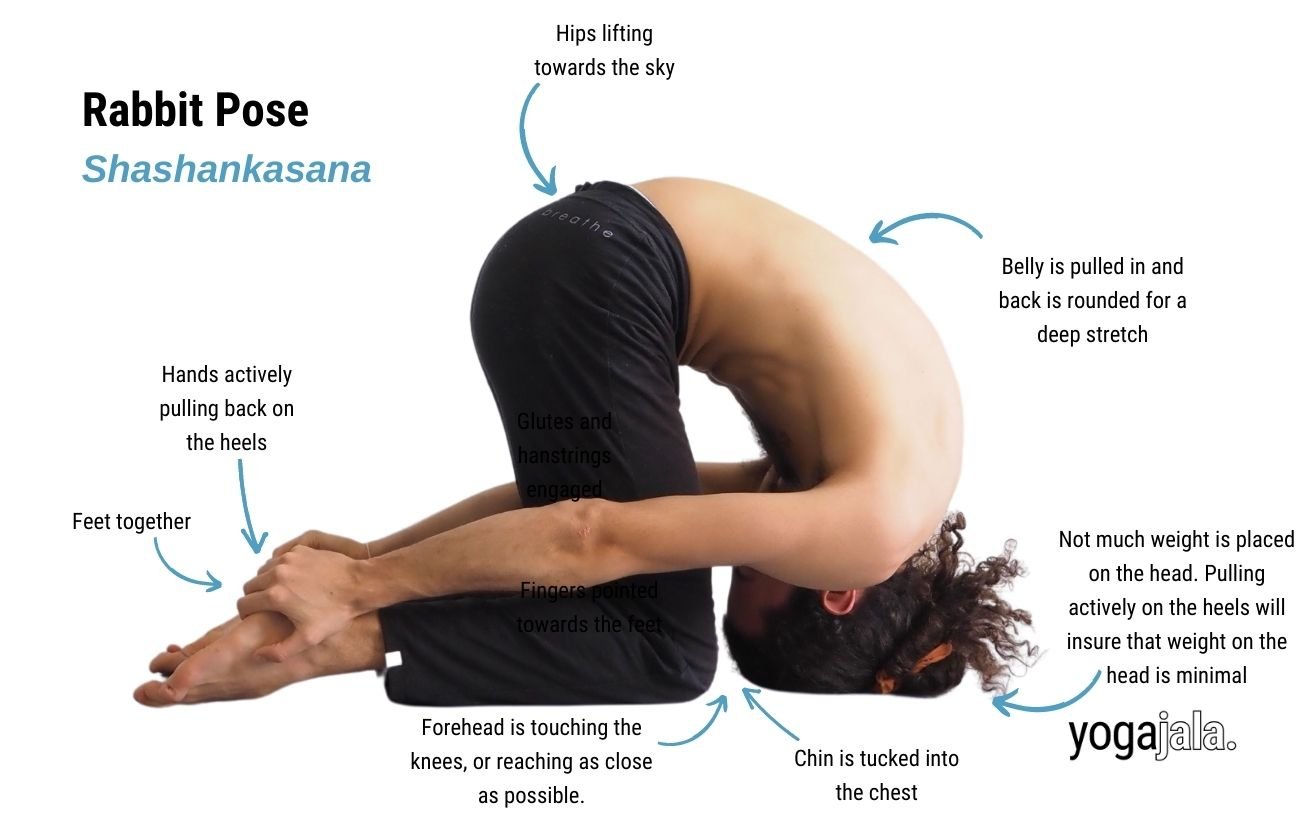 Hips lifting
towards the sky
Rabbit Pose
Shashankasana
breathe
Belly is pulled in and
back is rounded for a
deep stretch
Hands actively
pulling back on
the heels
Glutes and
hanstrings
engaged
Feet together
Not much weight is placed
on the head. Pulling
actively on the heels will
insure that weight on the
head is minimal
Fingers pointed
towards the feet
Forehead is touching the
knees, or reaching as close
as possible.
Chin is tucked into
the chest
yogajala.